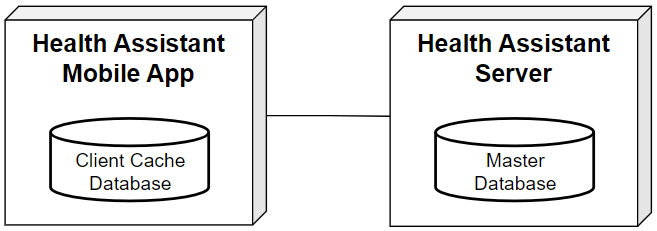 Health Assistant
Mobile App
Client Cache
Database
Health Assistant
Server
Master
Database